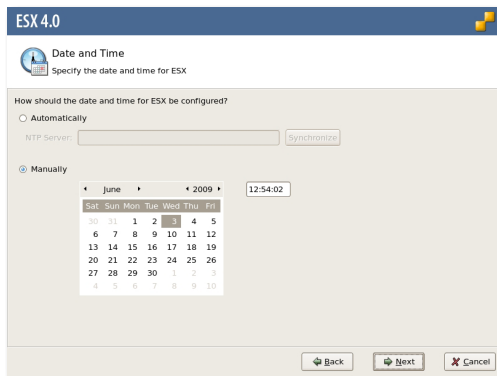 ESX 4.0
Date and Time
Specify the date and time for ESX
How should the date and time for ESX be configured?
Automatically
NTP Server: Synchronize
Manually
June 2009 12:54:02
Sat Sun Mon Tue Wed Thu Fri
30 31 1 2 3 4 5
6 7 8 9 10 11 12
13 14 15 16 17 18 19
20 21 22 23 24 25 26
27 28 29 30 1 2 3
4 5 6 7 8 9 10
Back Next Cancel